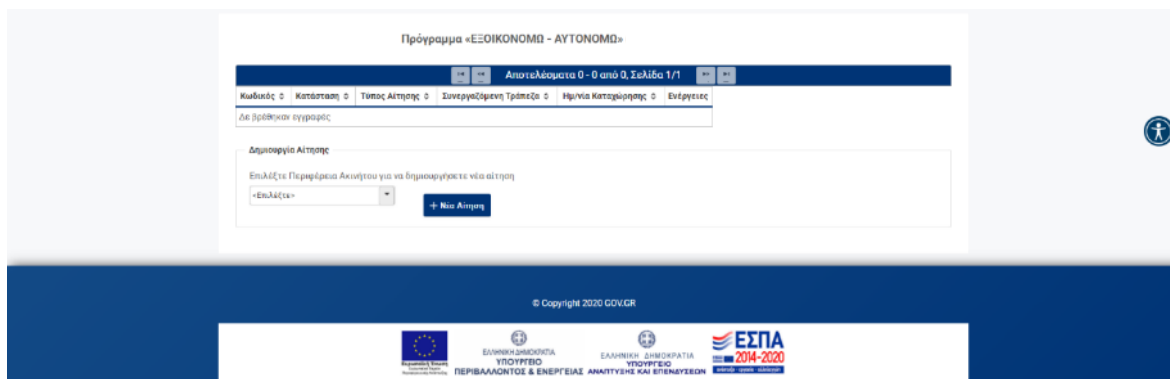 Πρόγραμμα «ΕΞΟΙΚΟΝΟΜΩ - ΑΥΤΟΝΟΜΩ»
Αποτελέσματα 0 - 0 από 0, Σελίδα 1/1
Κωδικός Κατάσταση Τύπος Αίτησης Συνεργαζόμενη Τράπεζα Ημ/νία Καταχώρησης Ενέργειες
Δε βρέθηκαν εγγραφές
Δημιουργία Αίτησης
Επιλέξτε Περιφέρεια Ακινήτου για να δημιουργήσετε νέα αίτηση
«Επιλέξτε»
+ Νέα Αίτηση
© Copyright 2020 GOV.GR
Ευρωπαϊκή Ένωση
ΕΛΛΗΝΙΚΗ ΔΗΜΟΚΡΑΤΙΑ
ΥΠΟΥΡΓΕΙΟ
ΠΕΡΙΒΑΛΛΟΝΤΟΣ & ΕΝΕΡΓΕΙΑΣ
ΕΛΛΗΝΙΚΗ ΔΗΜΟΚΡΑΤΙΑ
ΥΠΟΥΡΓΕΙΟ
ΑΝΑΠΤΥΞΗΣ ΚΑΙ ΕΠΕΝΔΥΣΕΩΝ
ΕΣΠΑ
2014-2020